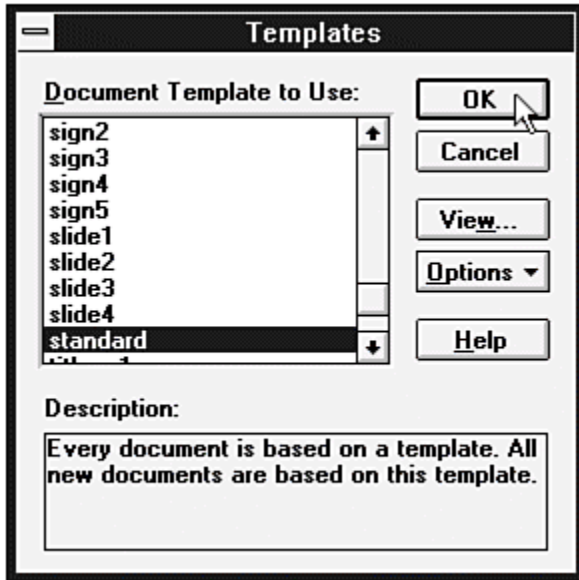 Templates
Document Template to Use:
sign2
sign3
sign4
sign5
slide1
slide2
slide3
slide4
standard
OK
Cancel
View...
Options
Help
Description:
Every document is based on a template. All
new documents are based on this template.